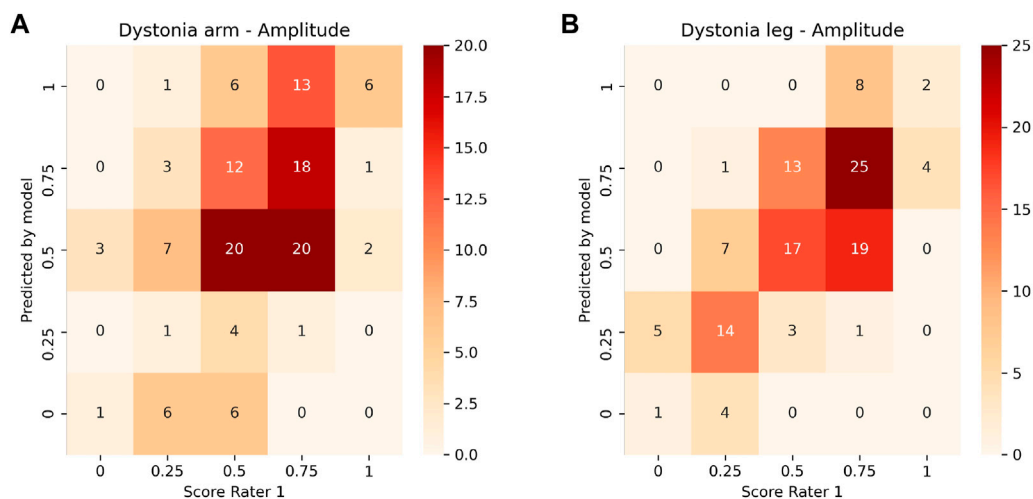 A
Dystonia arm - Amplitude
Predicted by model
1
0.75
0.5
0.25
0
0 1 6 13 6
0 3 12 18 1
3 7 20 20 2
0 1 4 1 0
1 6 6 0 0
0 0.25 0.5 0.75 1
Score Rater 1
20.0
17.5
15.0
12.5
10.0
7.5
5.0
2.5
0.0
B
Dystonia leg - Amplitude
Predicted by model
1
0.75
0.5
0.25
0
0 0 0 8 2
0 1 13 25 4
0 7 17 19 0
5 14 3 1 0
1 4 0 0 0
0 0.25 0.5 0.75 1
Score Rater 1
25
20
15
10
5
0